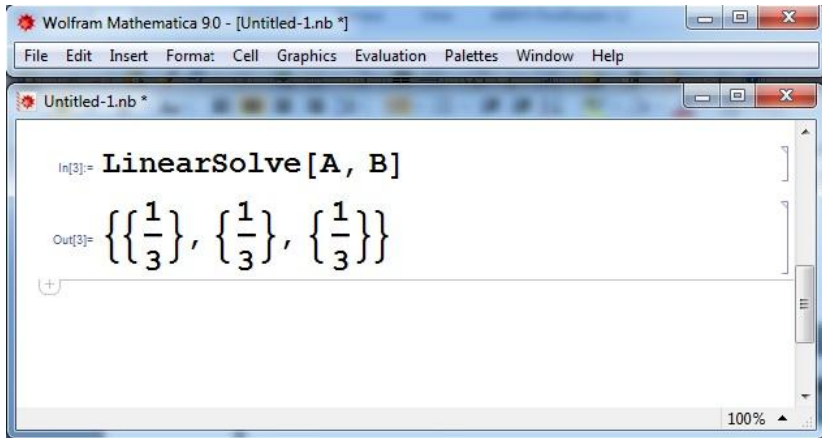 Wolfram Mathematica 9.0 - [Untitled-1.nb *]
File Edit Insert Format Cell Graphics Evaluation Palettes Window Help
Untitled-1.nb *
In[3]:= LinearSolve[A, B]
Out[3]= {{1/3}, {1/3}, {1/3}}
100%